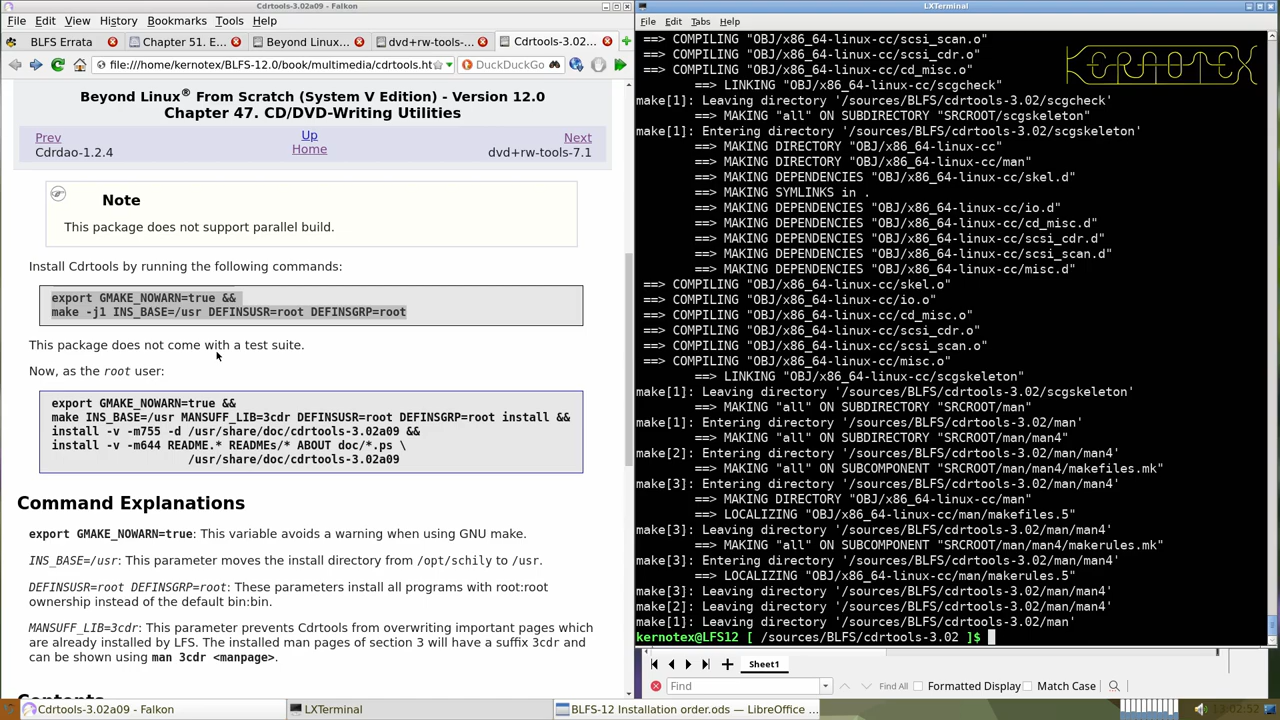 Cdrtools-3.02a09 - Falkon
File Edit View History Bookmarks Tools Help
BLFS Errata
Chapter 51. E...
Beyond Linux...
dvd+rw-tools-...
Cdrtools-3.02...
file:///home/kernotex/BLFS-12.0/book/multimedia/cdrtools.ht
DuckDuckGo
Beyond Linux® From Scratch (System V Edition) - Version 12.0
Chapter 47. CD/DVD-Writing Utilities
Prev Up Next
Cdrdao-1.2.4 Home dvd+rw-tools-7.1
Note
This package does not support parallel build.
Install Cdrtools by running the following commands:
export GMAKE_NOWARN=true &&
make -j1 INS_BASE=/usr DEFINSUSR=root DEFINSGRP=root
This package does not come with a test suite.
Now, as the root user:
export GMAKE_NOWARN=true &&
make INS_BASE=/usr MANSUFF_LIB=3cdr DEFINSUSR=root DEFINSGRP=root install &&
install -v -m755 -d /usr/share/doc/cdrtools-3.02a09 &&
install -v -m644 README.* READMEs/* ABOUT doc/*.ps \
/usr/share/doc/cdrtools-3.02a09
Command Explanations
export GMAKE_NOWARN=true: This variable avoids a warning when using GNU make.
INS_BASE=/usr: This parameter moves the install directory from /opt/schily to /usr.
DEFINSUSR=root DEFINSGRP=root: These parameters install all programs with root:root
ownership instead of the default bin:bin.
MANSUFF_LIB=3cdr: This parameter prevents Cdrtools from overwriting important pages
which are already installed by LFS. The installed man pages of section 3 will have a suffix 3cdr and
can be shown using man 3cdr <manpage>.
Contents
LXTerminal
File Edit Tabs Help
KERNOTEX
==> COMPILING "OBJ/x86_64-linux-cc/scsi_scan.o"
==> COMPILING "OBJ/x86_64-linux-cc/scsi_cdr.o"
==> COMPILING "OBJ/x86_64-linux-cc/cd_misc.o"
==> LINKING "OBJ/x86_64-linux-cc/scgcheck"
make[1]: Leaving directory '/sources/BLFS/cdrtools-3.02/scgcheck'
==> MAKING "all" ON SUBDIRECTORY "SRCROOT/scgskeleton"
make[1]: Entering directory '/sources/BLFS/cdrtools-3.02/scgskeleton'
==> MAKING DIRECTORY "OBJ/x86_64-linux-cc"
==> MAKING DIRECTORY "OBJ/x86_64-linux-cc/man"
==> MAKING DEPENDENCIES "OBJ/x86_64-linux-cc/skel.d"
==> MAKING SYMLINKS in .
==> MAKING DEPENDENCIES "OBJ/x86_64-linux-cc/io.d"
==> MAKING DEPENDENCIES "OBJ/x86_64-linux-cc/cd_misc.d"
==> MAKING DEPENDENCIES "OBJ/x86_64-linux-cc/scsi_cdr.d"
==> MAKING DEPENDENCIES "OBJ/x86_64-linux-cc/scsi_scan.d"
==> MAKING DEPENDENCIES "OBJ/x86_64-linux-cc/misc.d"
==> COMPILING "OBJ/x86_64-linux-cc/skel.o"
==> COMPILING "OBJ/x86_64-linux-cc/io.o"
==> COMPILING "OBJ/x86_64-linux-cc/cd_misc.o"
==> COMPILING "OBJ/x86_64-linux-cc/scsi_cdr.o"
==> COMPILING "OBJ/x86_64-linux-cc/scsi_scan.o"
==> COMPILING "OBJ/x86_64-linux-cc/misc.o"
==> LINKING "OBJ/x86_64-linux-cc/scgskeleton"
make[1]: Leaving directory '/sources/BLFS/cdrtools-3.02/scgskeleton'
==> MAKING "all" ON SUBDIRECTORY "SRCROOT/man"
make[1]: Entering directory '/sources/BLFS/cdrtools-3.02/man'
==> MAKING "all" ON SUBDIRECTORY "SRCROOT/man/man4"
make[2]: Entering directory '/sources/BLFS/cdrtools-3.02/man/man4'
==> MAKING "all" ON SUBCOMPONENT "SRCROOT/man/man4/makefiles.mk"
make[3]: Entering directory '/sources/BLFS/cdrtools-3.02/man/man4'
==> MAKING DIRECTORY "OBJ/x86_64-linux-cc/man"
==> LOCALIZING "OBJ/x86_64-linux-cc/man/makefiles.5"
make[3]: Leaving directory '/sources/BLFS/cdrtools-3.02/man/man4'
==> MAKING "all" ON SUBCOMPONENT "SRCROOT/man/man4/makerules.mk"
make[3]: Entering directory '/sources/BLFS/cdrtools-3.02/man/man4'
==> LOCALIZING "OBJ/x86_64-linux-cc/man/makerules.5"
make[3]: Leaving directory '/sources/BLFS/cdrtools-3.02/man/man4'
make[2]: Leaving directory '/sources/BLFS/cdrtools-3.02/man/man4'
make[1]: Leaving directory '/sources/BLFS/cdrtools-3.02/man'
kernotex@LFS12 [ /sources/BLFS/cdrtools-3.02 ]$
Sheet1
Find Find All Formatted Display Match Case
Cdrtools-3.02a09 - Falkon LXTerminal BLFS-12 Installation order.ods — LibreOffice ... 13:02:52